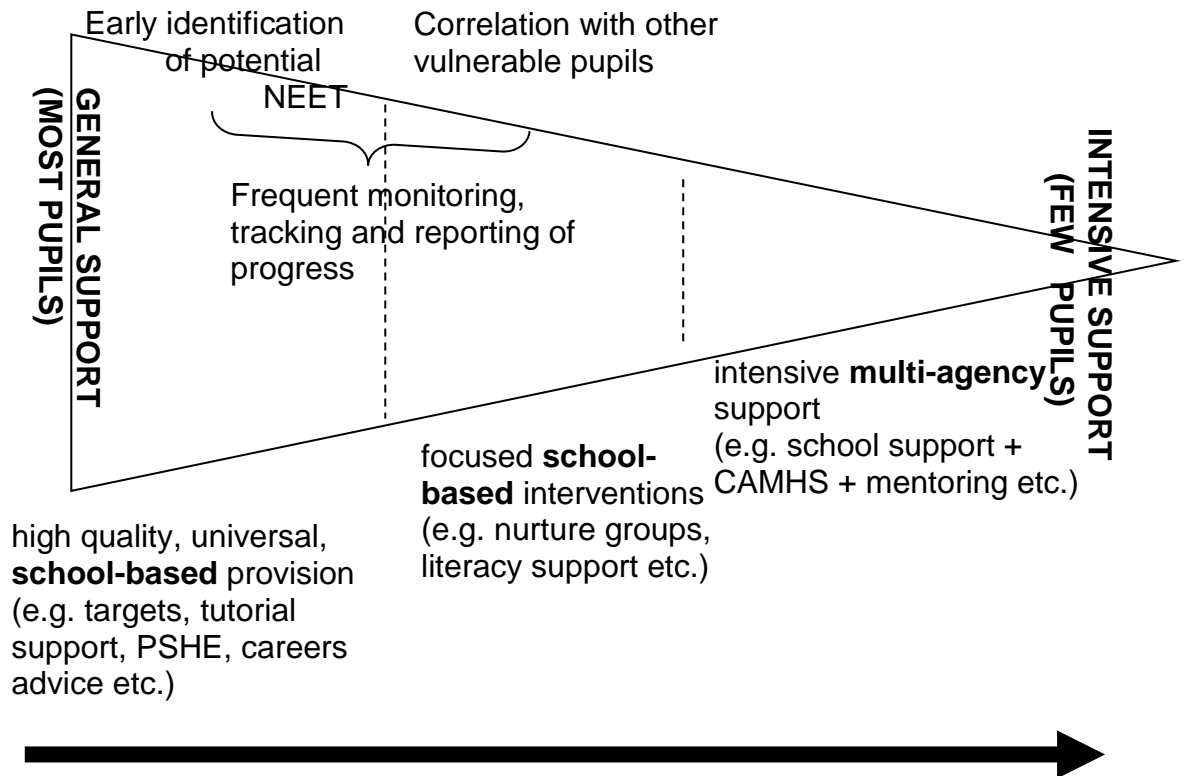 Early identification
of potential
NEET
Correlation with other
vulnerable pupils
GENERAL SUPPORT
(MOST PUPILS)
Frequent monitoring,
tracking and reporting of
progress
INTENSIVE SUPPORT
(FEW PUPILS)
intensive multi-agency
support
(e.g. school support +
CAMHS + mentoring etc.)
focused school-
based interventions
(e.g. nurture groups,
literacy support etc.)
high quality, universal,
school-based provision
(e.g. targets, tutorial
support, PSHE, careers
advice etc.)